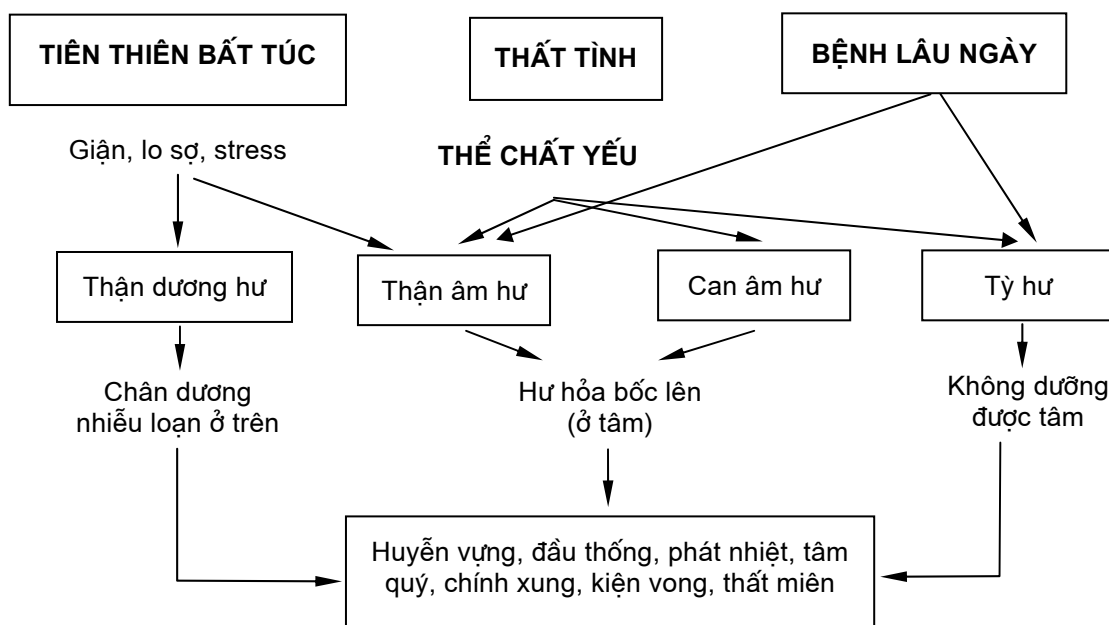 TIÊN THIÊN BẤT TÚC
THẤT TÌNH
BỆNH LÂU NGÀY
Giận, lo sợ, stress
THỂ CHẤT YẾU
Thận dương hư
Thận âm hư
Can âm hư
Tỳ hư
Chân dương
nhiễu loạn ở trên
Hư hỏa bốc lên
(ở tâm)
Không dưỡng
được tâm
Huyễn vựng, đầu thống, phát nhiệt, tâm
quý, chính xung, kiện vong, thất miên